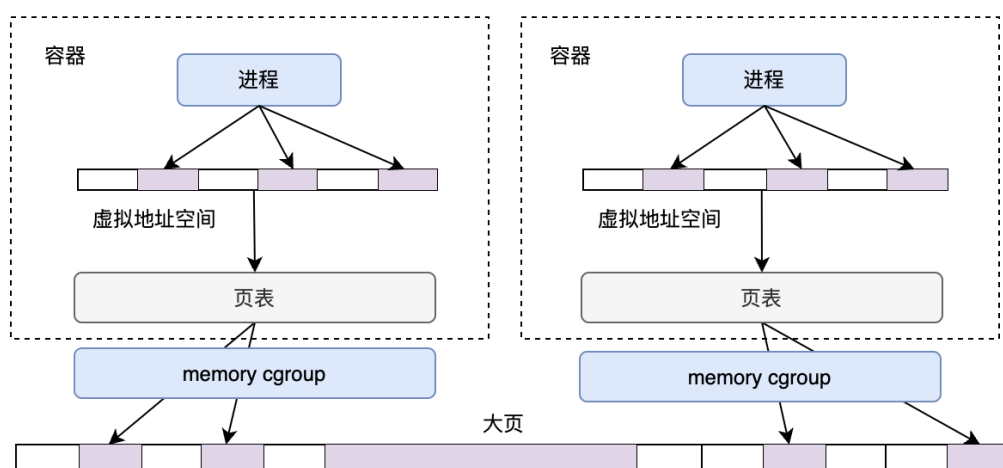 容器
容器
进程
进程
虚拟地址空间
虚拟地址空间
页表
页表
memory cgroup
memory cgroup
大页